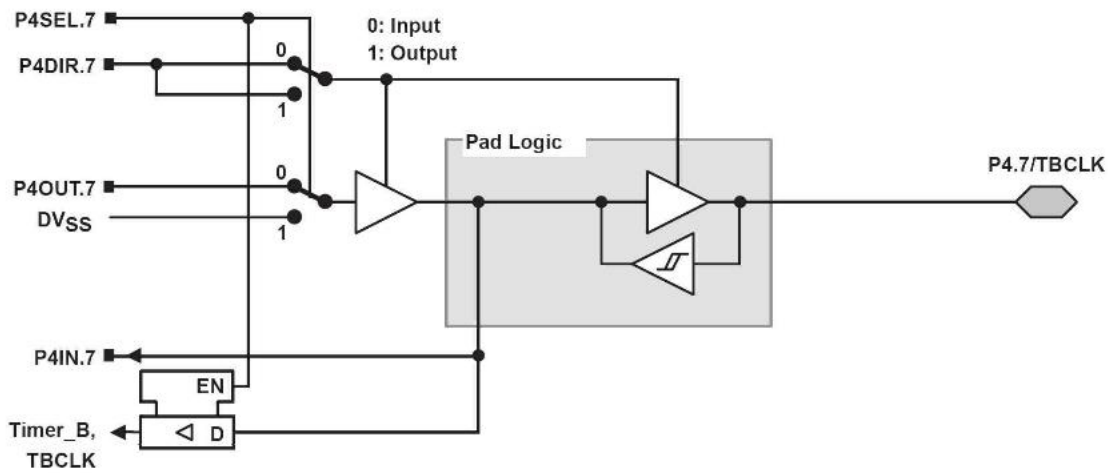 P4SEL.7
0: Input
1: Output
0
P4DIR.7
1
Pad Logic
P4.7/TBCLK
0
P4OUT.7
DVSS
1
P4IN.7
EN
Timer_B,
D
TBCLK